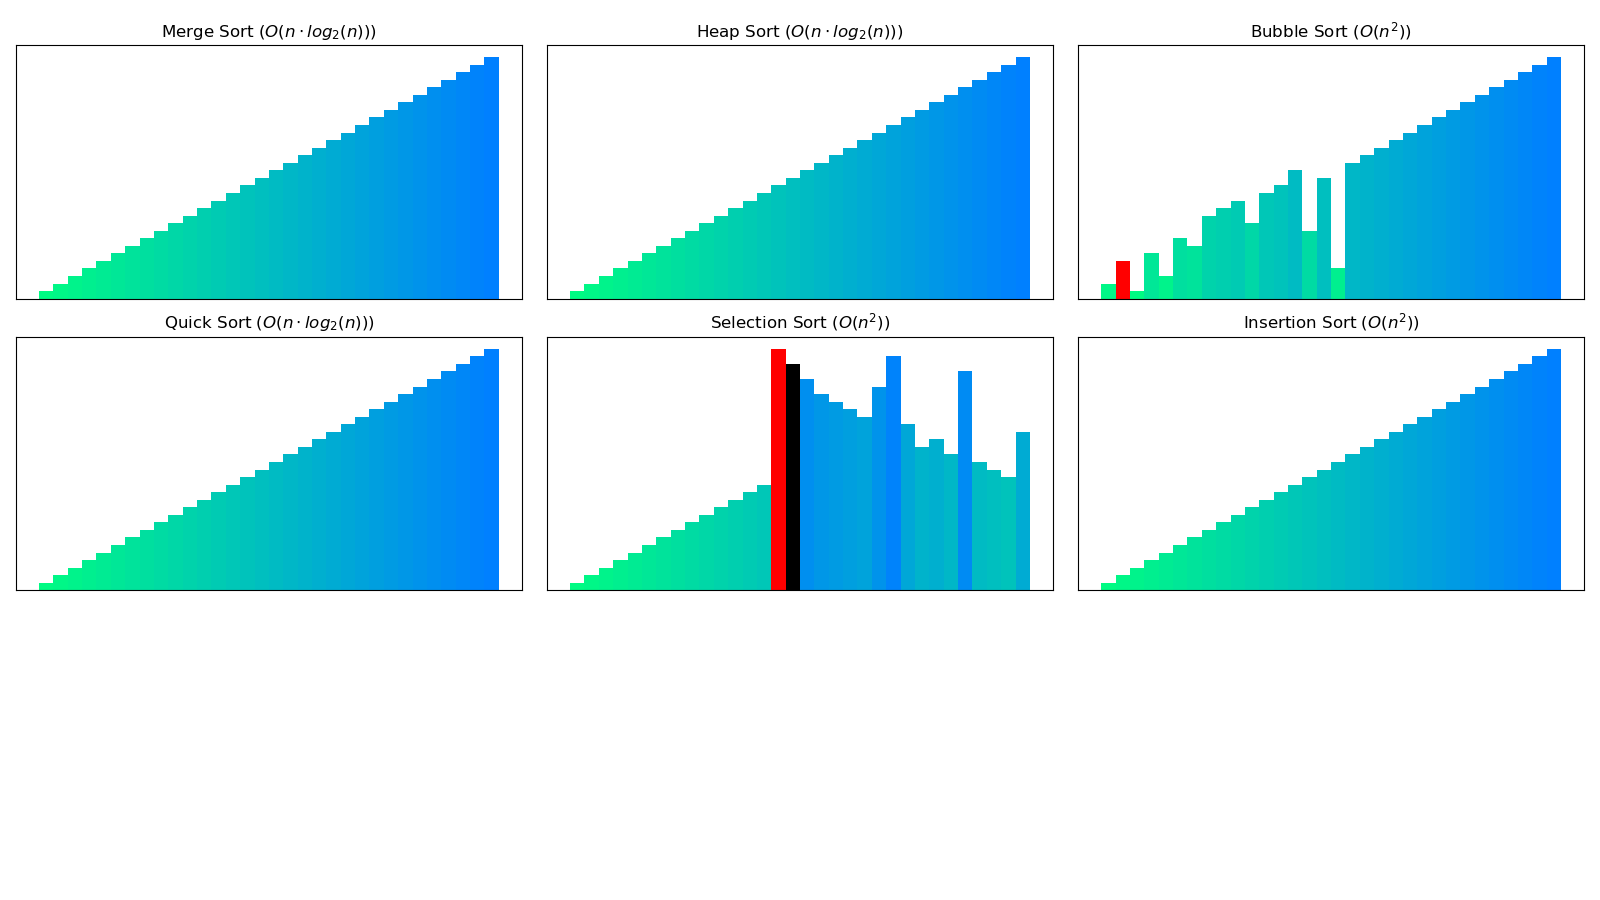 Merge Sort (O(n · log₂(n)))
Heap Sort (O(n · log₂(n)))
Bubble Sort (O(n²))
Quick Sort (O(n · log₂(n)))
Selection Sort (O(n²))
Insertion Sort (O(n²))